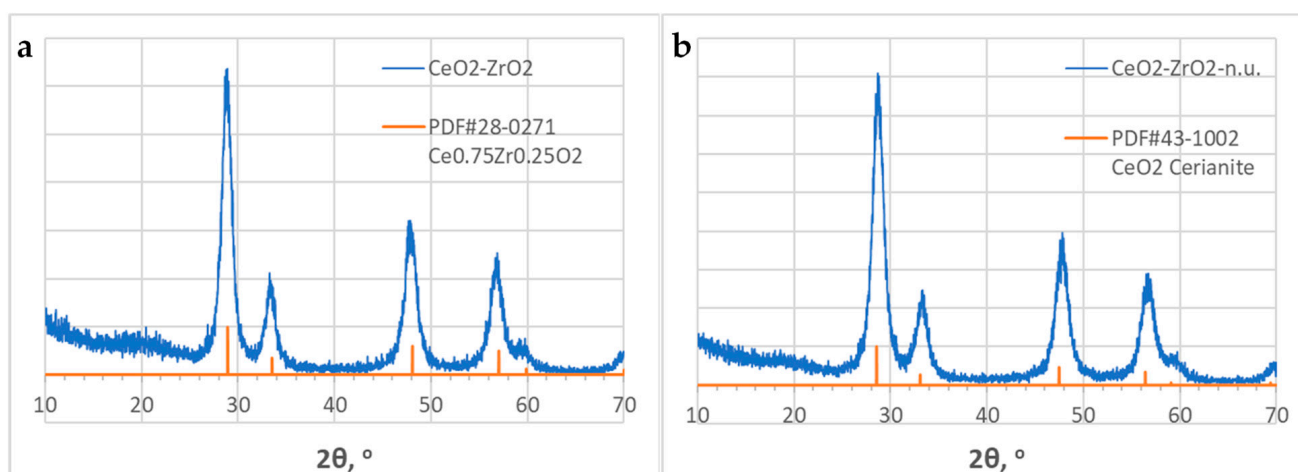 a
CeO2-ZrO2
PDF#28-0271
Ce0.75Zr0.25O2
10 20 30 40 50 60 70
2θ, °
b
CeO2-ZrO2-n.u.
PDF#43-1002
CeO2 Cerianite
10 20 30 40 50 60 70
2θ, °